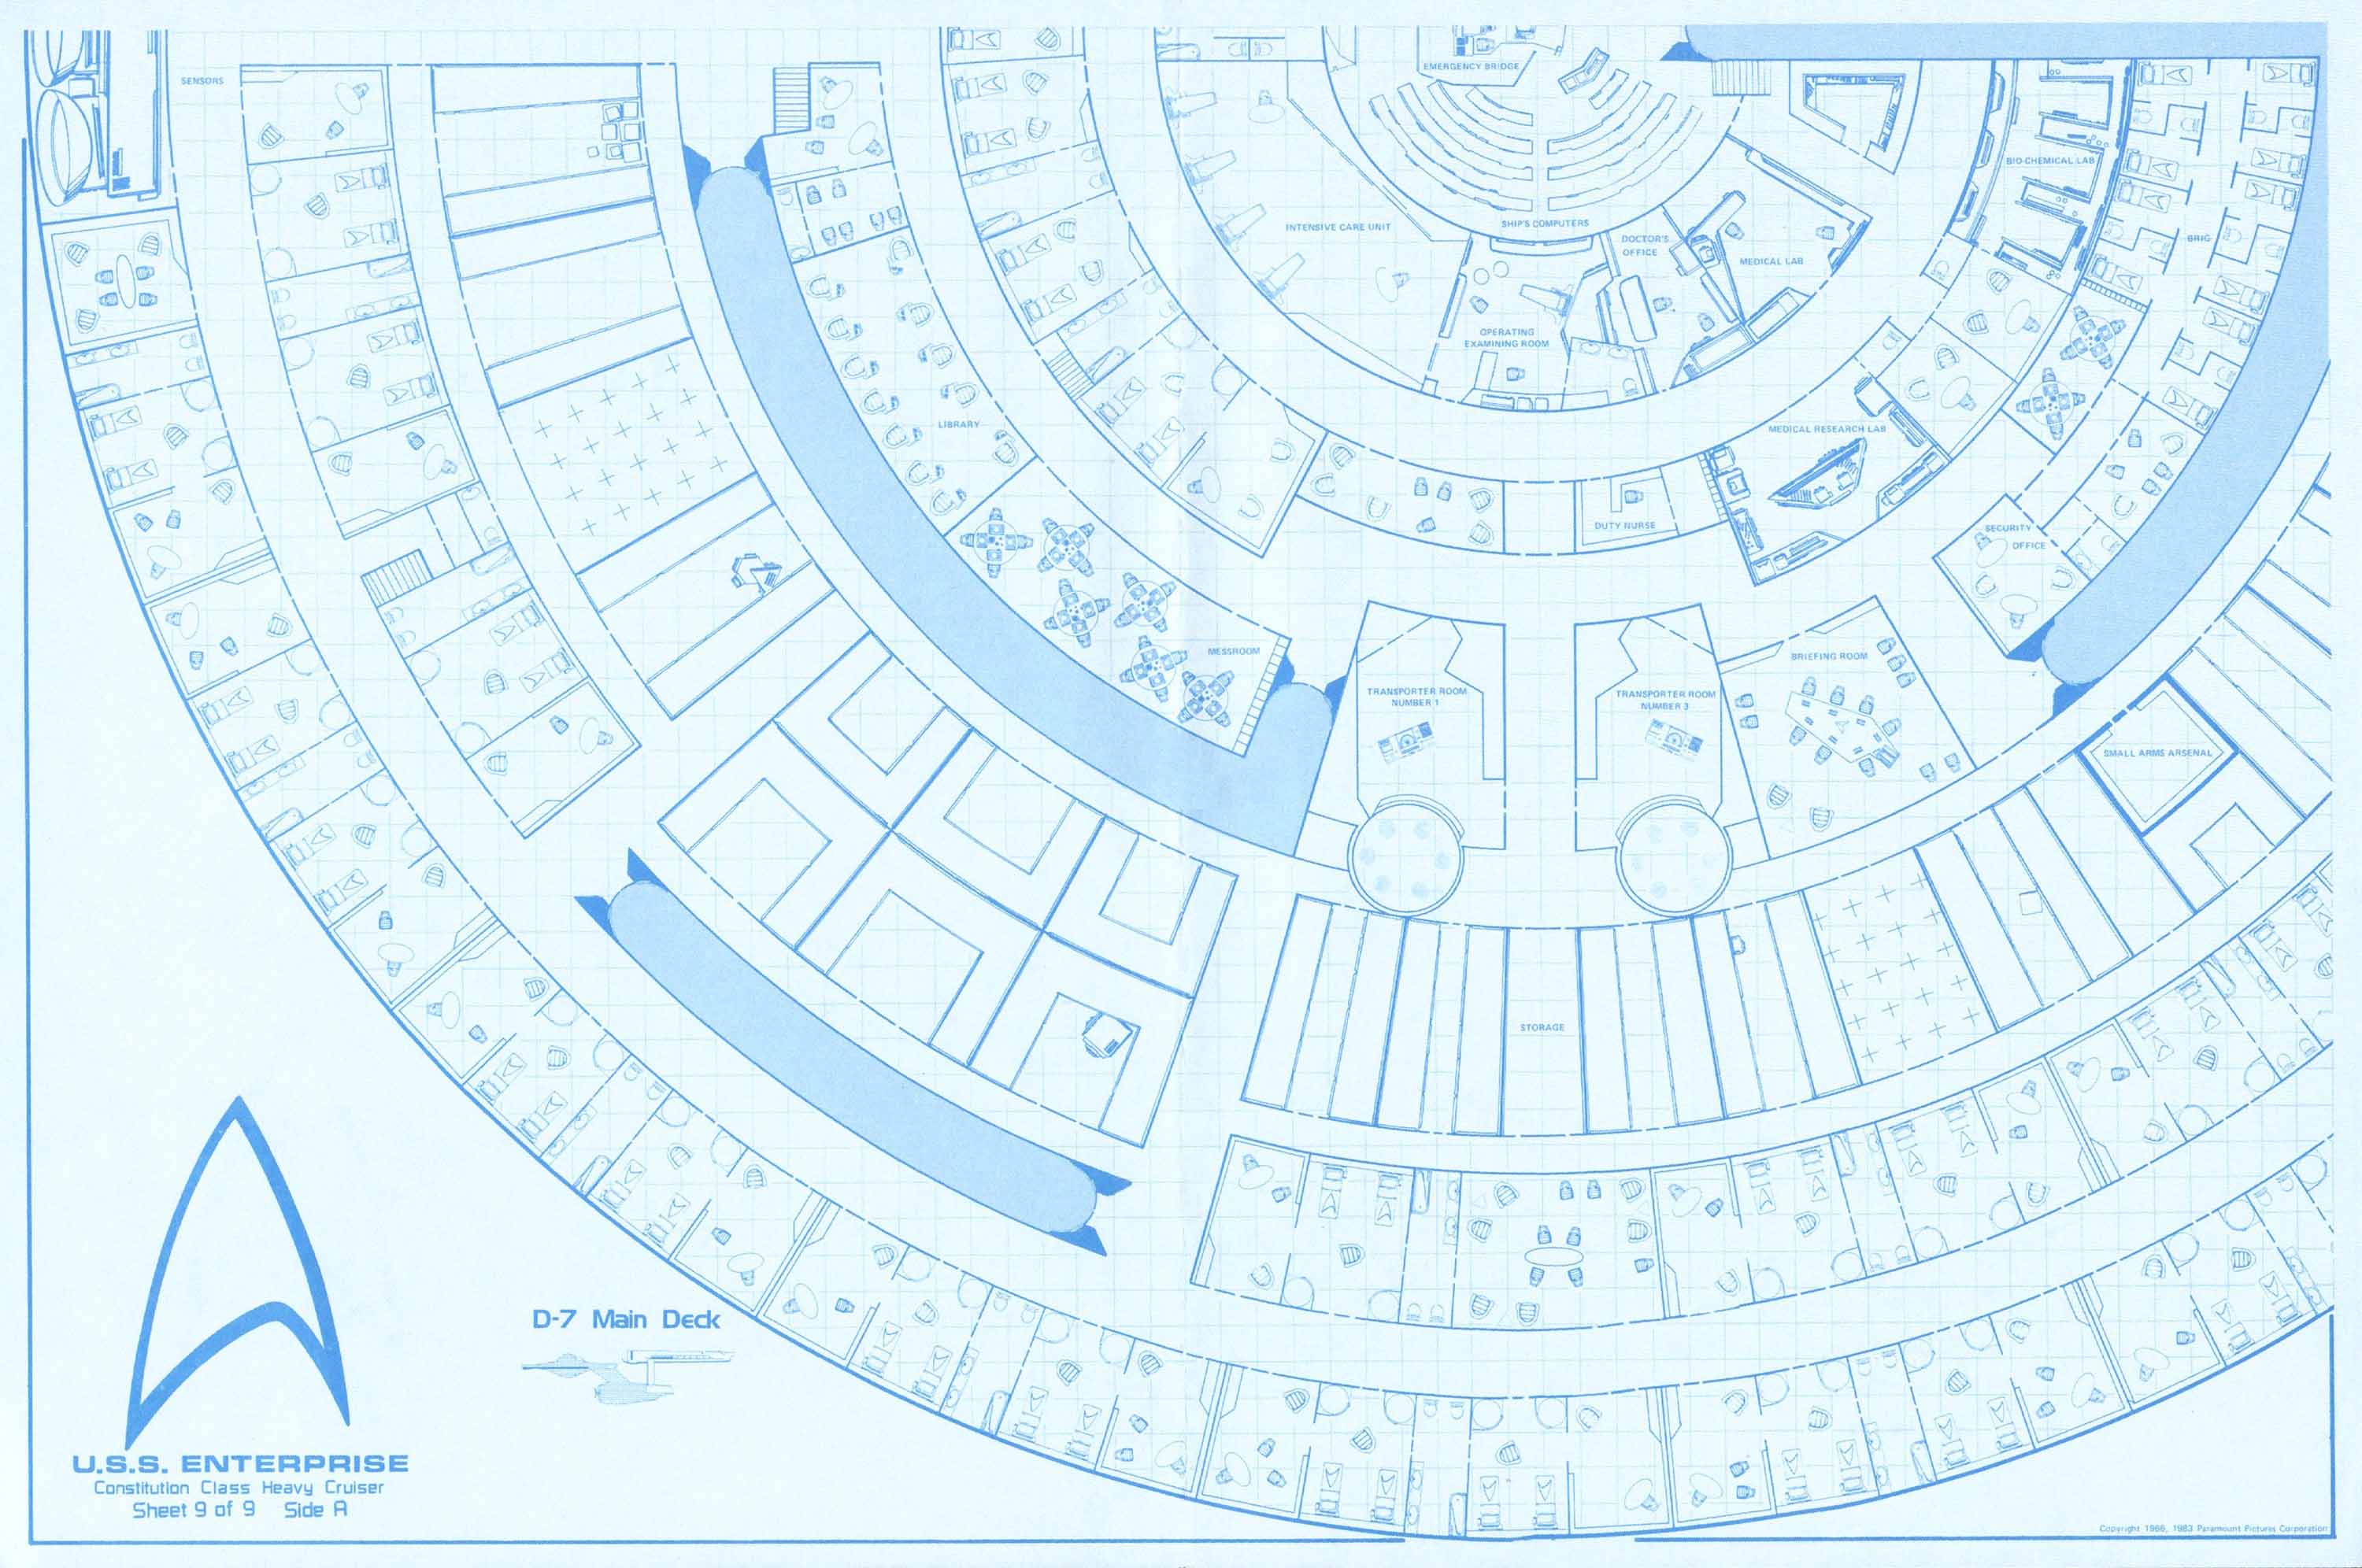 SENSORS
EMERGENCY BRIDGE
BIO-CHEMICAL LAB
INTENSIVE CARE UNIT
SHIP'S COMPUTERS
DOCTOR'S
OFFICE
MEDICAL LAB
BRIG
OPERATING
EXAMINING ROOM
LIBRARY
MEDICAL RESEARCH LAB
DUTY NURSE
SECURITY
OFFICE
MESSROOM
BRIEFING ROOM
TRANSPORTER ROOM
NUMBER 1
TRANSPORTER ROOM
NUMBER 3
SMALL ARMS ARSENAL
STORAGE
D-7 Main Deck
U.S.S. ENTERPRISE
Constitution Class Heavy Cruiser
Sheet 9 of 9 Side A
Copyright 1966, 1983 Paramount Pictures Corporation